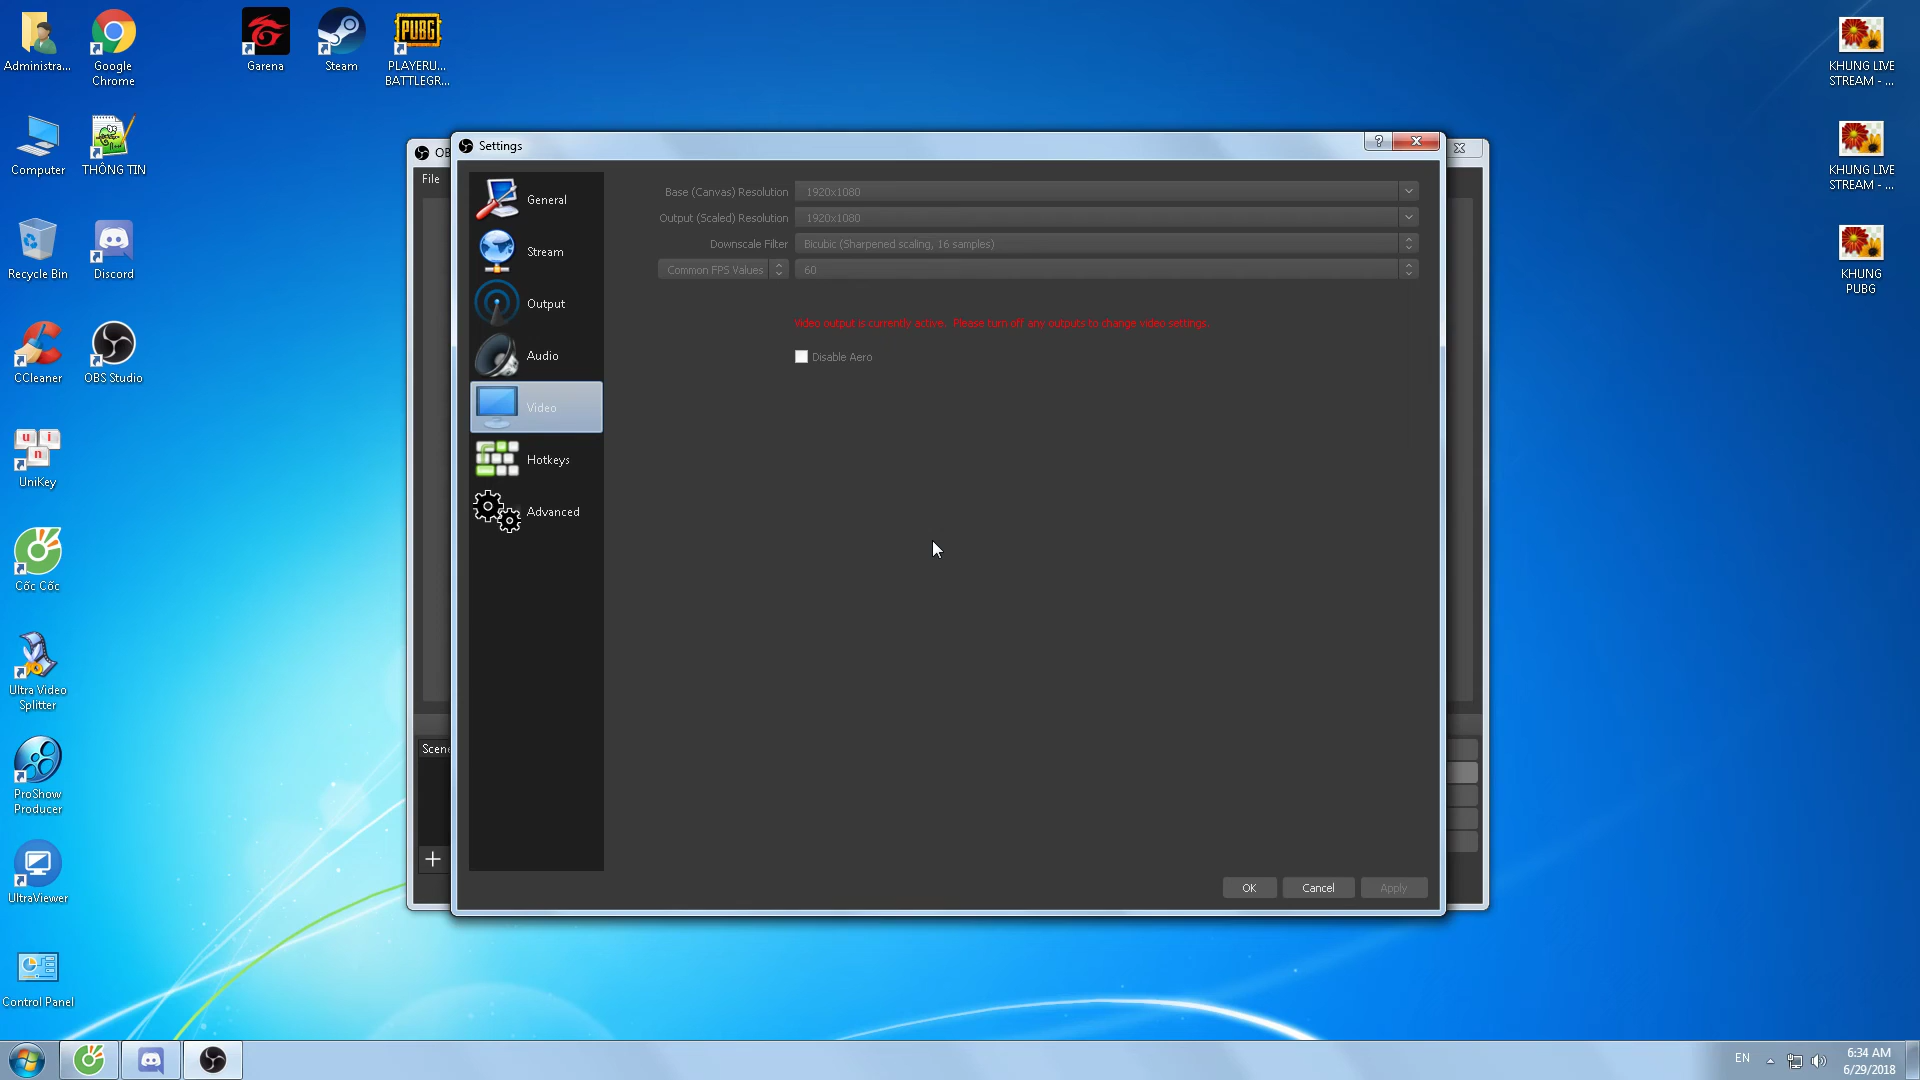 Administra...
Google
Chrome
Garena
Steam
PUBG
PLAYERU...
BATTLEGR...
KHUNG LIVE
STREAM - ...
Computer
THÔNG TIN
KHUNG LIVE
STREAM - ...
Recycle Bin
Discord
KHUNG
PUBG
CCleaner
OBS Studio
u i
n
UniKey
Cốc Cốc
Ultra Video
Splitter
ProShow
Producer
UltraViewer
Control Panel
OB
File
Scene
Settings
?
General
Stream
Output
Audio
Video
Hotkeys
Advanced
Base (Canvas) Resolution 1920x1080
Output (Scaled) Resolution 1920x1080
Downscale Filter Bicubic (Sharpened scaling, 16 samples)
Common FPS Values 60
Video output is currently active. Please turn off any outputs to change video settings.
Disable Aero
OK Cancel Apply
EN
6:34 AM
6/29/2018